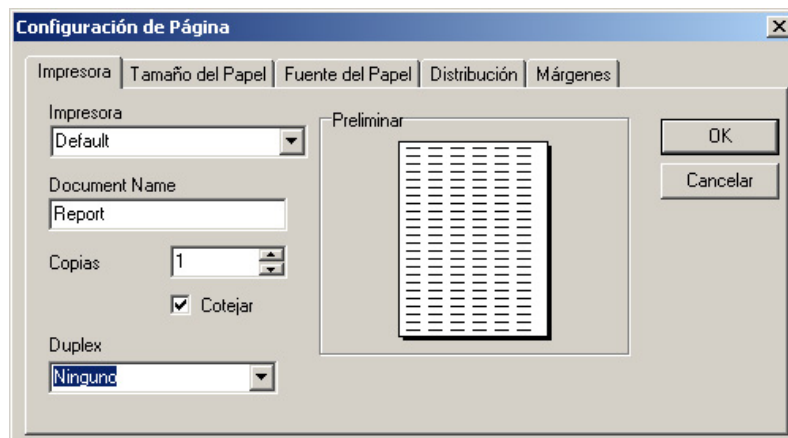 Configuración de Página
Impresora Tamaño del Papel Fuente del Papel Distribución Márgenes
Impresora
Default
Document Name
Report
Copias 1
Cotejar
Duplex
Ninguno
Preliminar
OK
Cancelar